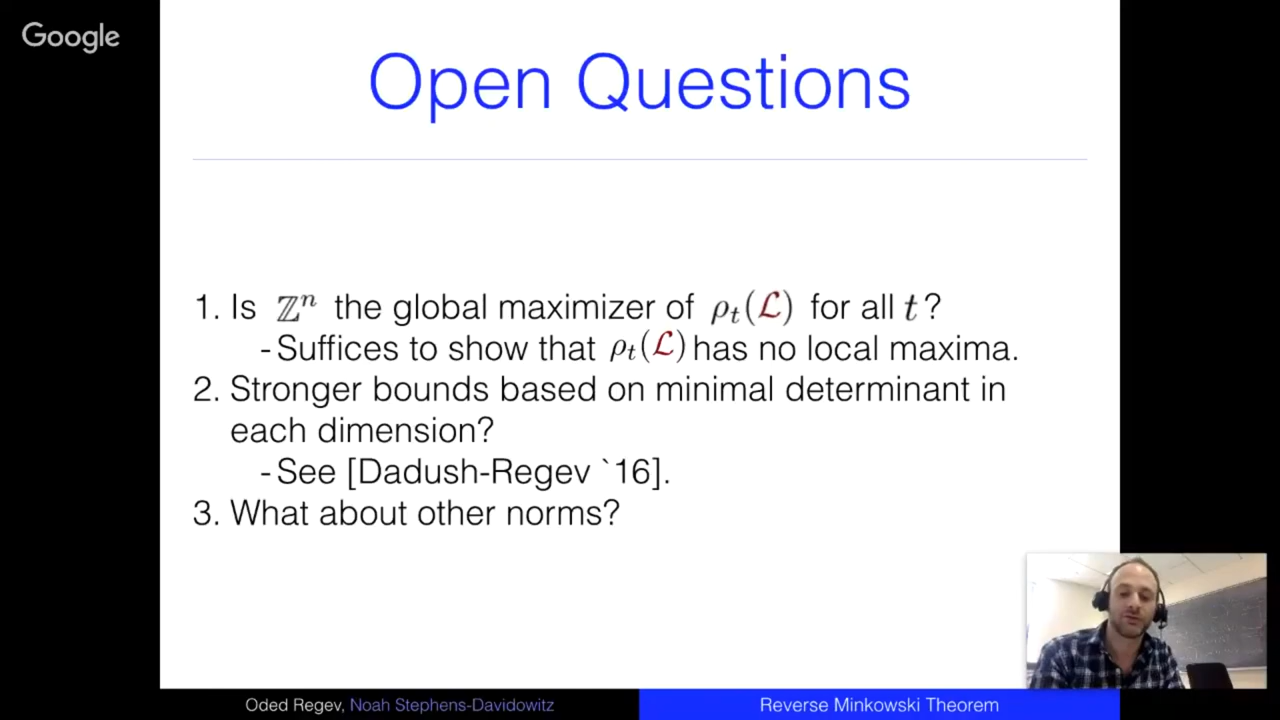 Google
Open Questions
1. Is ℤⁿ the global maximizer of ρₜ(ℒ) for all t?
- Suffices to show that ρₜ(ℒ) has no local maxima.
2. Stronger bounds based on minimal determinant in
each dimension?
- See [Dadush-Regev `16].
3. What about other norms?
Oded Regev, Noah Stephens-Davidowitz
Reverse Minkowski Theorem